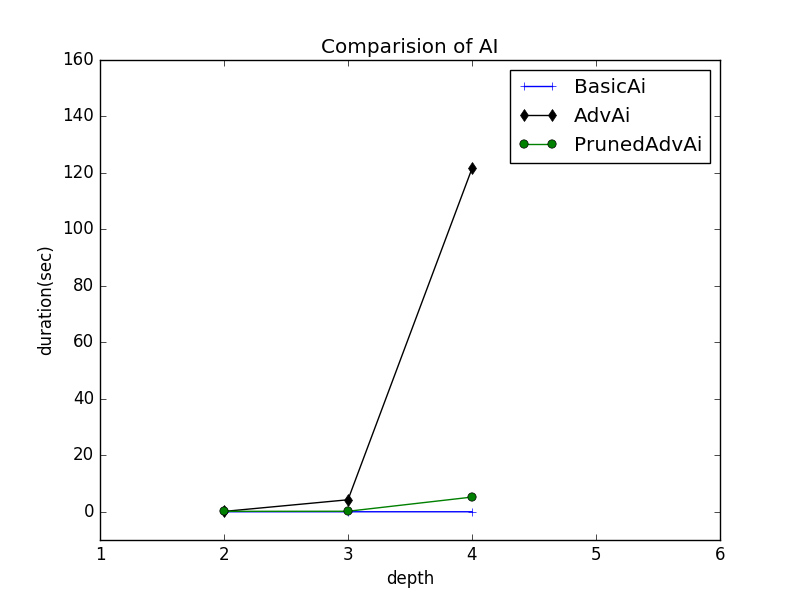 Comparision of AI
160
140
120
100
80
60
40
20
0
duration(sec)
BasicAi
AdvAi
PrunedAdvAi
1 2 3 4 5 6
depth